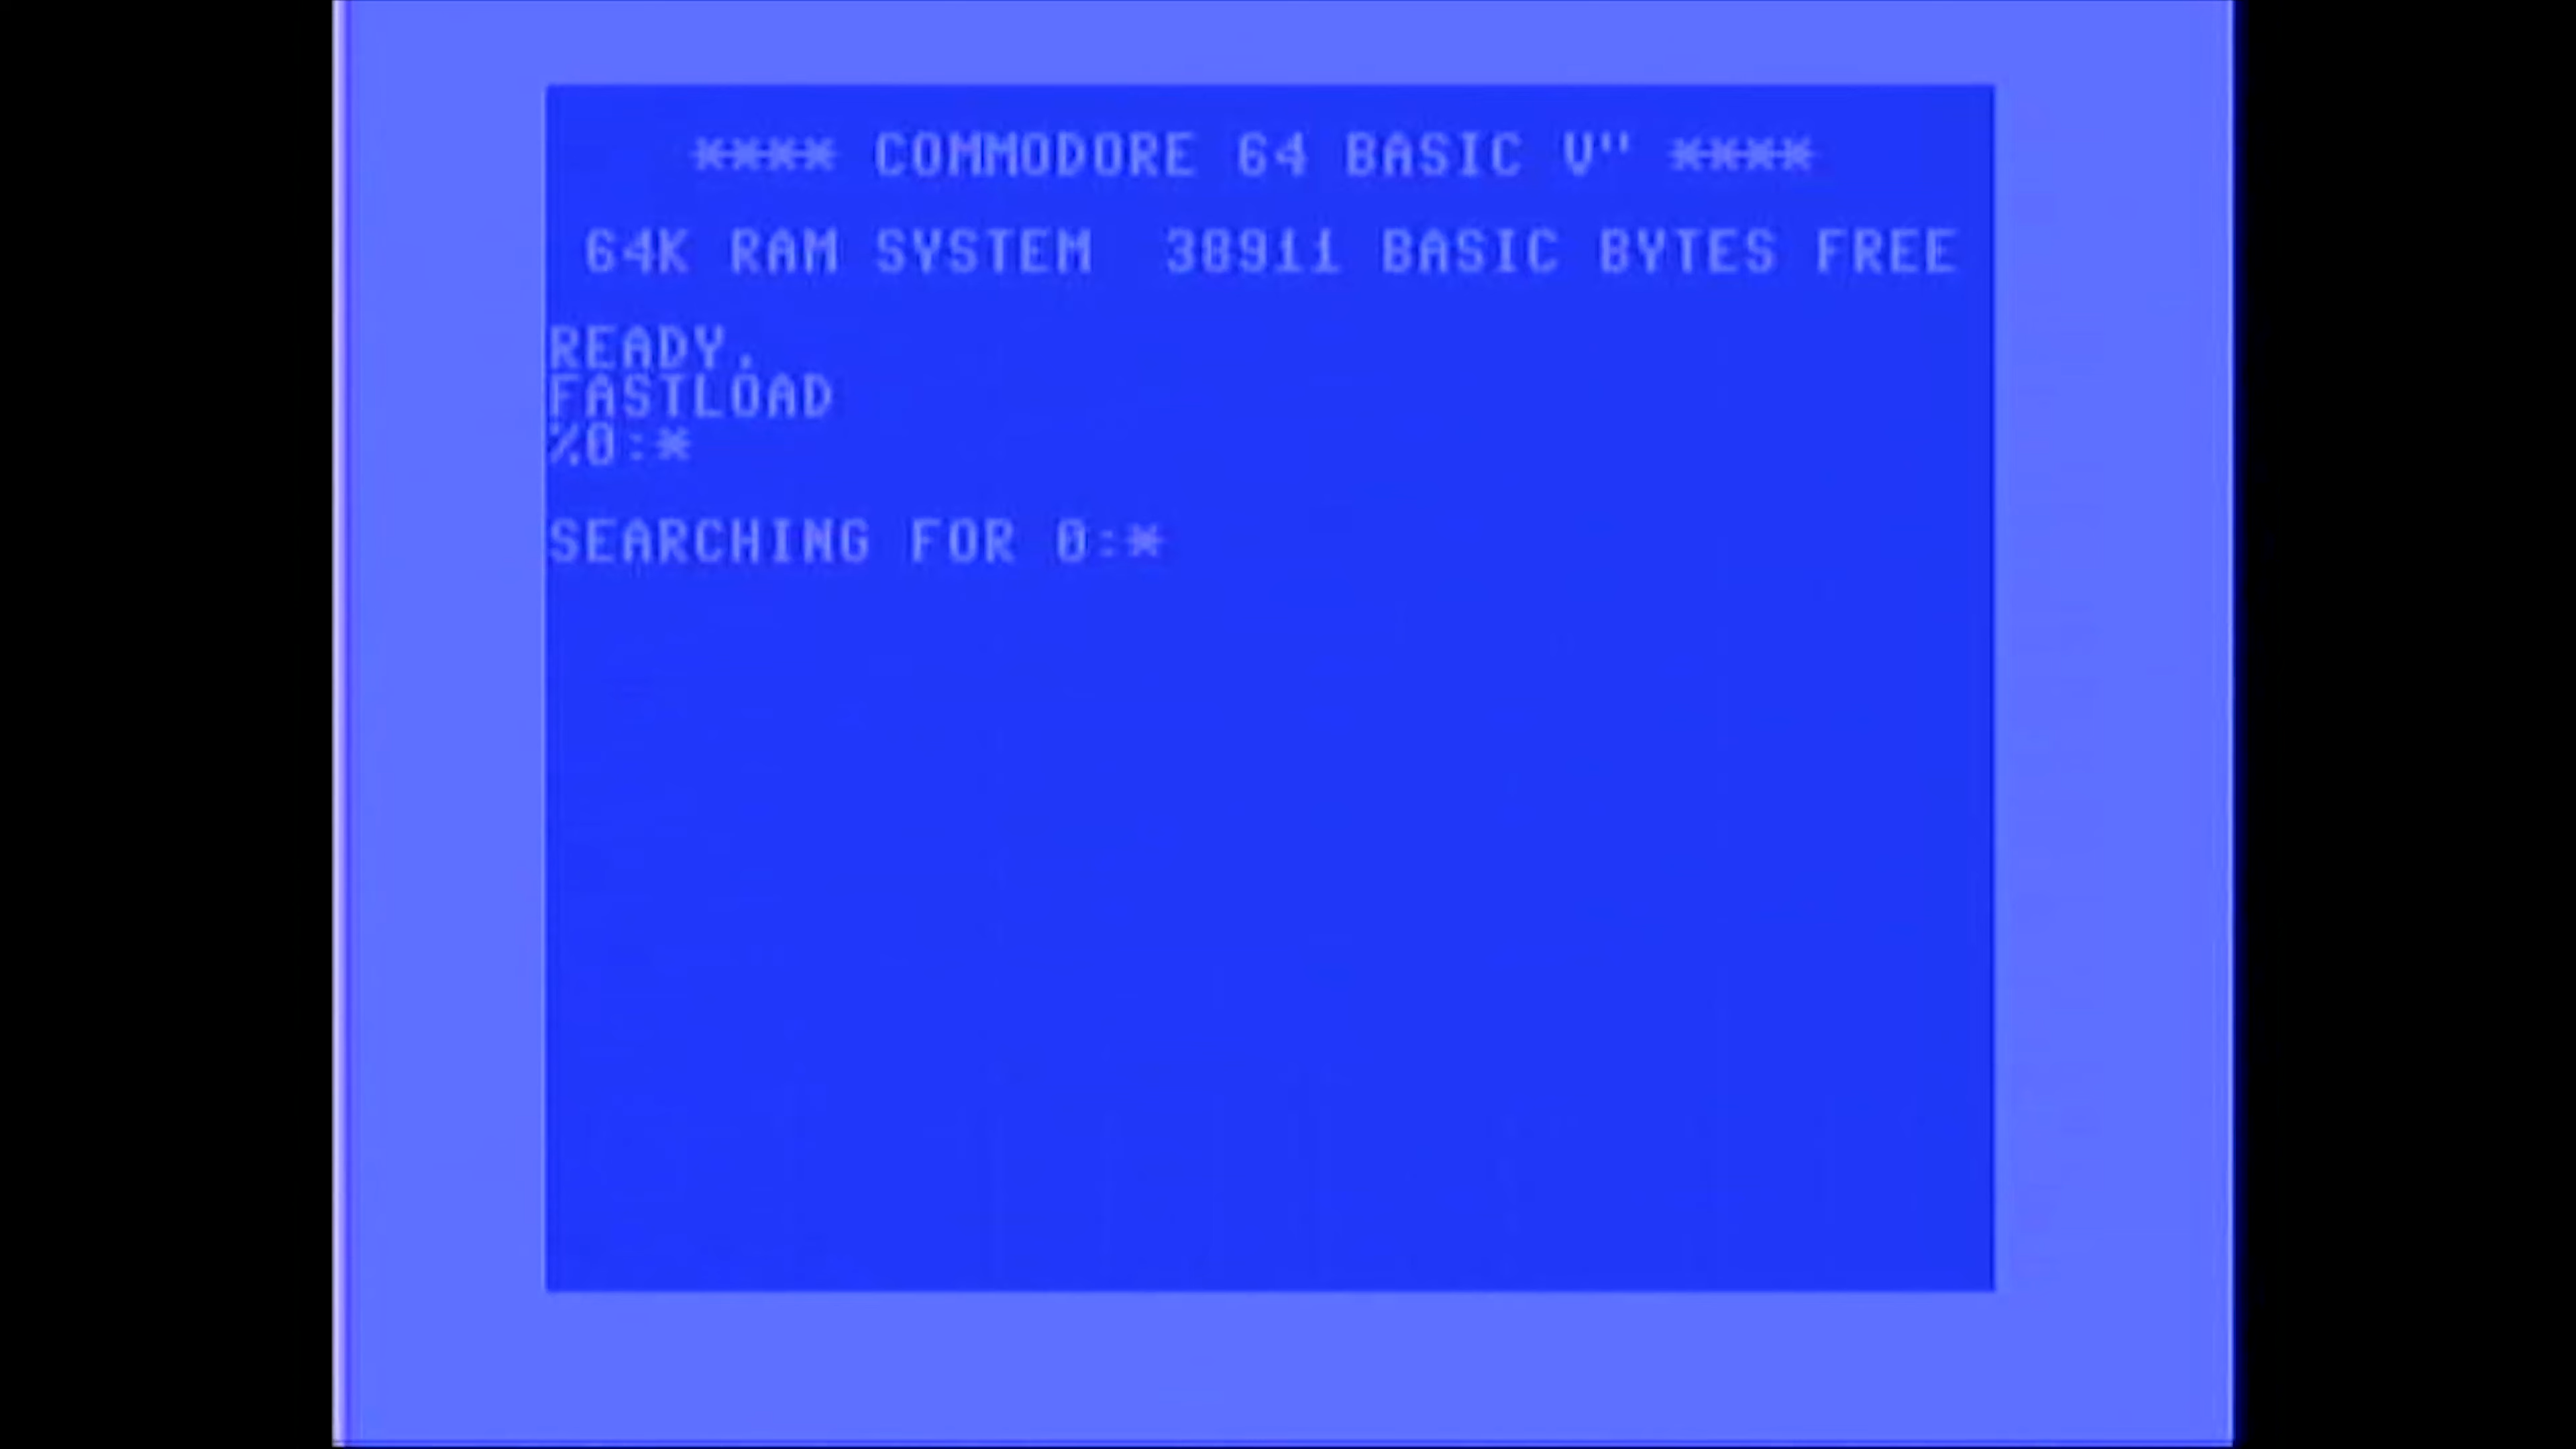 **** COMMODORE 64 BASIC V" ****
64K RAM SYSTEM  38911 BASIC BYTES FREE
READY.
FASTLOAD
%0:*
SEARCHING FOR 0:*